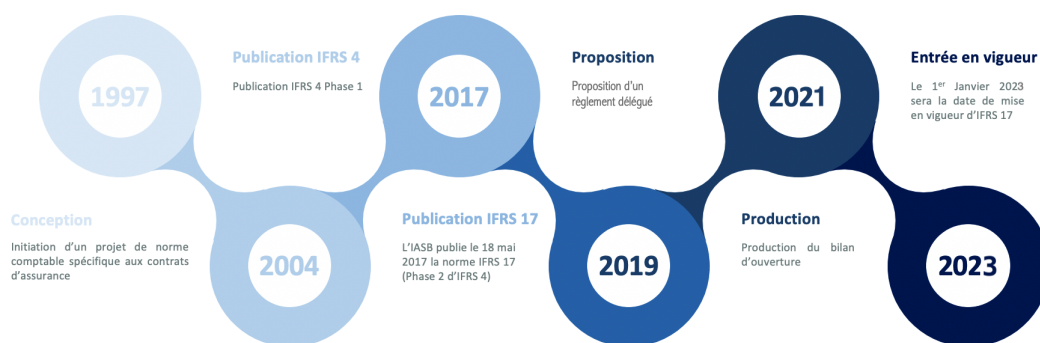 1997
Conception
Initiation d’un projet de norme
comptable spécifique aux contrats
d’assurance
Publication IFRS 4
Publication IFRS 4 Phase 1
2004
2017
Publication IFRS 17
L’IASB publie le 18 mai
2017 la norme IFRS 17
(Phase 2 d’IFRS 4)
Proposition
Proposition d’un
règlement délégué
2019
2021
Production
Production du bilan
d’ouverture
Entrée en vigueur
Le 1er Janvier 2023
sera la date de mise
en vigueur d’IFRS 17
2023